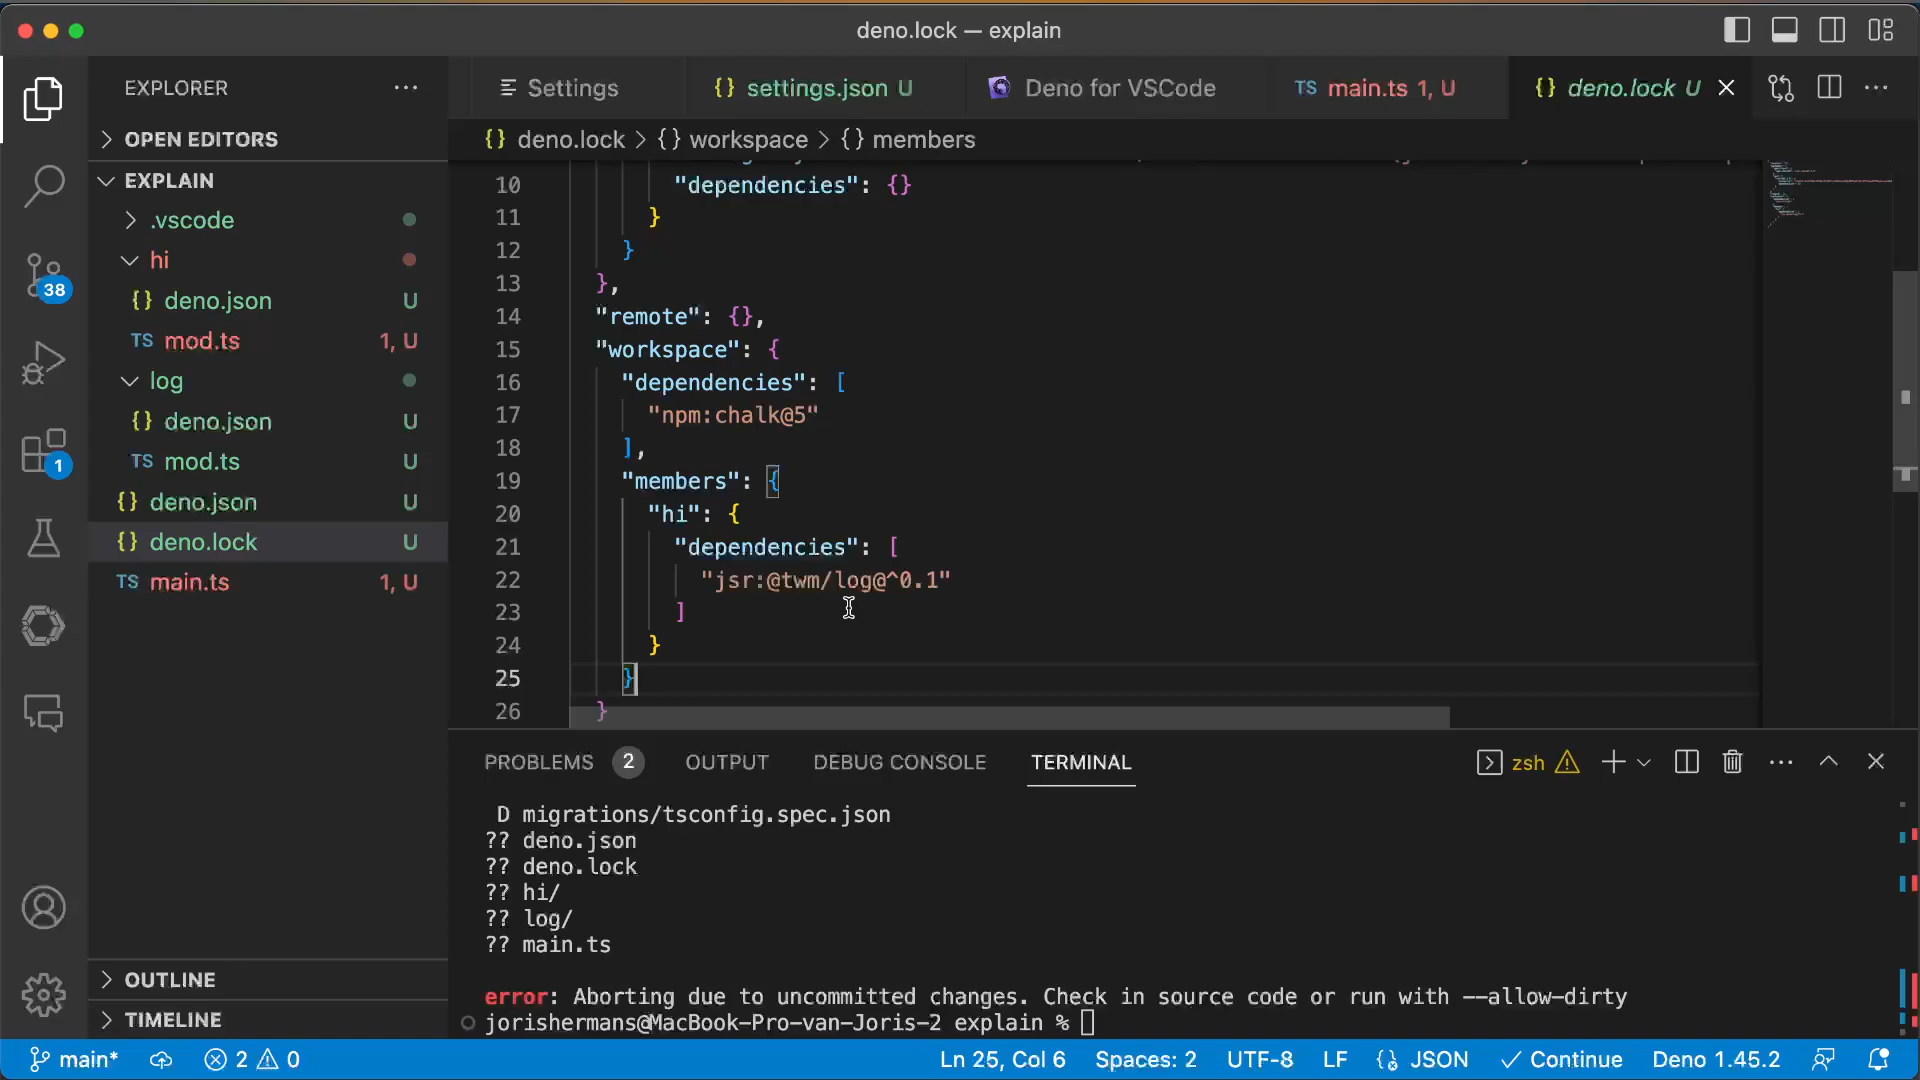 deno.lock — explain
EXPLORER
Settings
settings.json U
Deno for VSCode
TS main.ts 1, U
{} deno.lock U
OPEN EDITORS
{} deno.lock > {} workspace > {} members
EXPLAIN
.vscode
hi
{} deno.json U
TS mod.ts 1, U
log
{} deno.json U
TS mod.ts U
{} deno.json U
{} deno.lock U
TS main.ts 1, U
38
1
OUTLINE
TIMELINE
10 "dependencies": {}
11 }
12 }
13 },
14 "remote": {},
15 "workspace": {
16 "dependencies": [
17 "npm:chalk@5"
18 ],
19 "members": {
20 "hi": {
21 "dependencies": [
22 "jsr:@twm/log@^0.1"
23 ]
24 }
25 }
26 }
PROBLEMS 2 OUTPUT DEBUG CONSOLE TERMINAL zsh
D migrations/tsconfig.spec.json
?? deno.json
?? deno.lock
?? hi/
?? log/
?? main.ts
error: Aborting due to uncommitted changes. Check in source code or run with --allow-dirty
jorishermans@MacBook-Pro-van-Joris-2 explain %
main* 2 0 Ln 25, Col 6 Spaces: 2 UTF-8 LF {} JSON Continue Deno 1.45.2